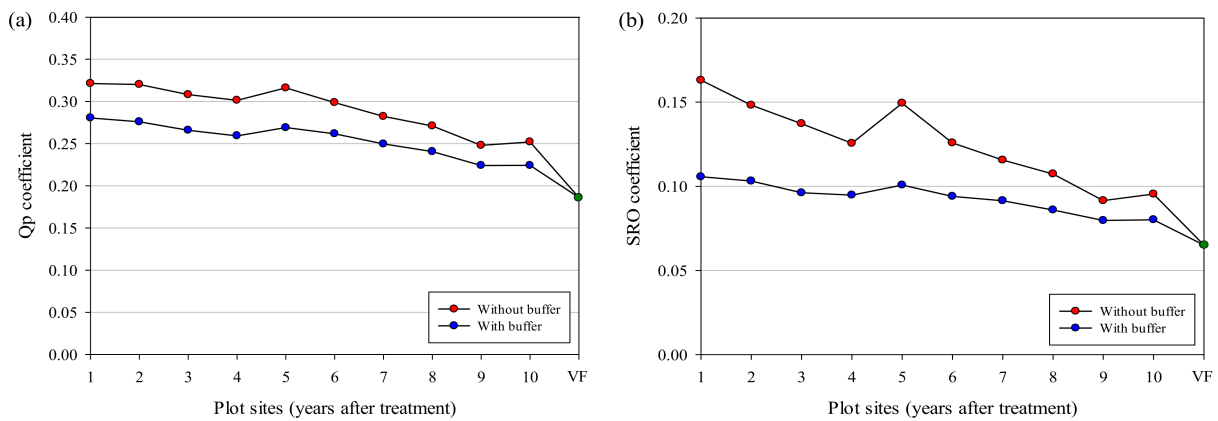 (a)
0.40
0.35
0.30
0.25
0.20
0.15
0.10
0.05
0.00
Qp coefficient
1 2 3 4 5 6 7 8 9 10 VF
Plot sites (years after treatment)
Without buffer
With buffer
(b)
0.20
0.15
0.10
0.05
0.00
SRO coefficient
1 2 3 4 5 6 7 8 9 10 VF
Plot sites (years after treatment)
Without buffer
With buffer